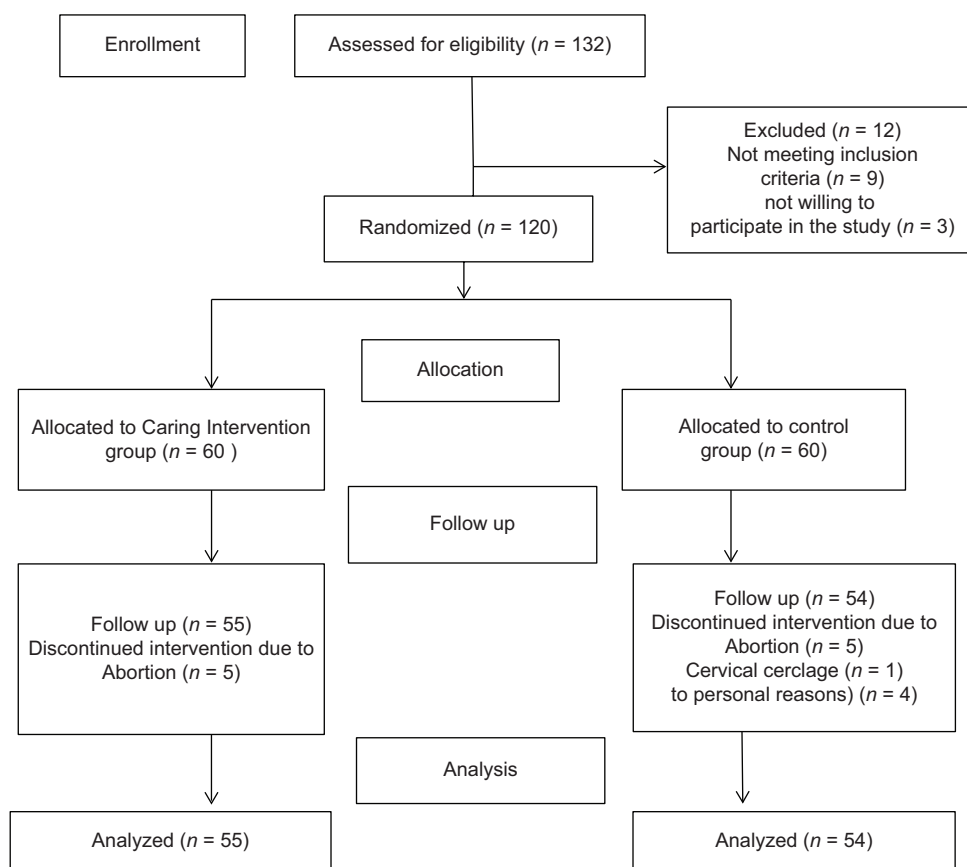 Enrollment
Assessed for eligibility (n = 132)
Excluded (n = 12)
Not meeting inclusion
criteria (n = 9)
not willing to
participate in the study (n = 3)
Randomized (n = 120)
Allocation
Allocated to Caring Intervention
group (n = 60 )
Allocated to control
group (n = 60)
Follow up
Follow up (n = 55)
Discontinued intervention due to
Abortion (n = 5)
Follow up (n = 54)
Discontinued intervention due to
Abortion (n = 5)
Cervical cerclage (n = 1)
to personal reasons) (n = 4)
Analysis
Analyzed (n = 55)
Analyzed (n = 54)